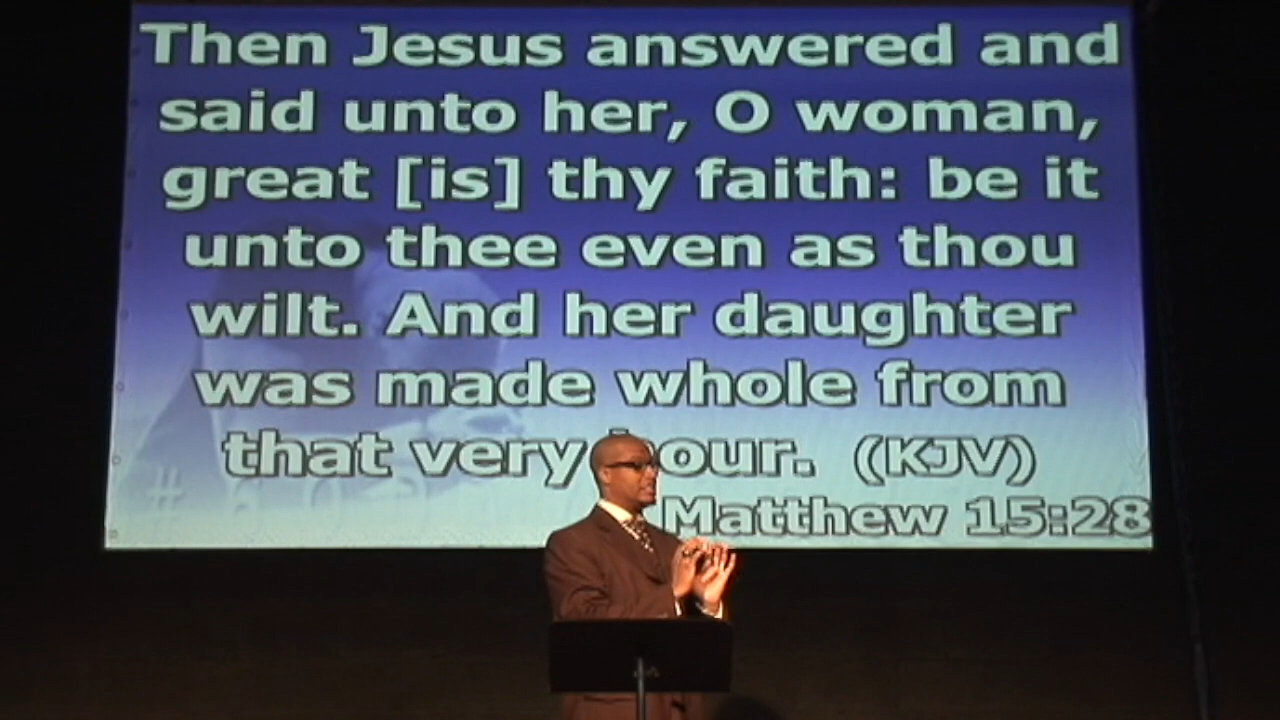 Then Jesus answered and
said unto her, O woman,
great [is] thy faith: be it
unto thee even as thou
wilt. And her daughter
was made whole from
that very hour. (KJV)
Matthew 15:28